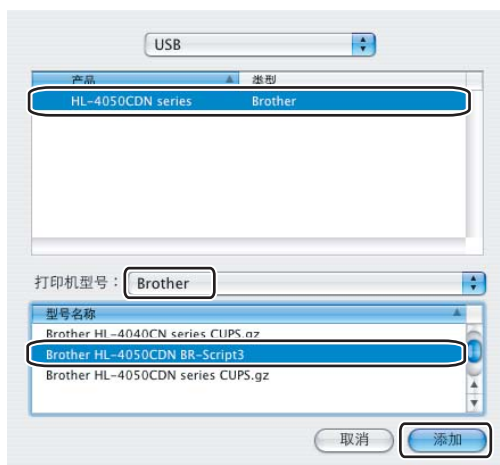 USB
产品 类型
HL-4050CDN series Brother
打印机型号： Brother
型号名称
Brother HL-4040CN series CUPS.gz
Brother HL-4050CDN BR-Script3
Brother HL-4050CDN series CUPS.gz
取消 添加